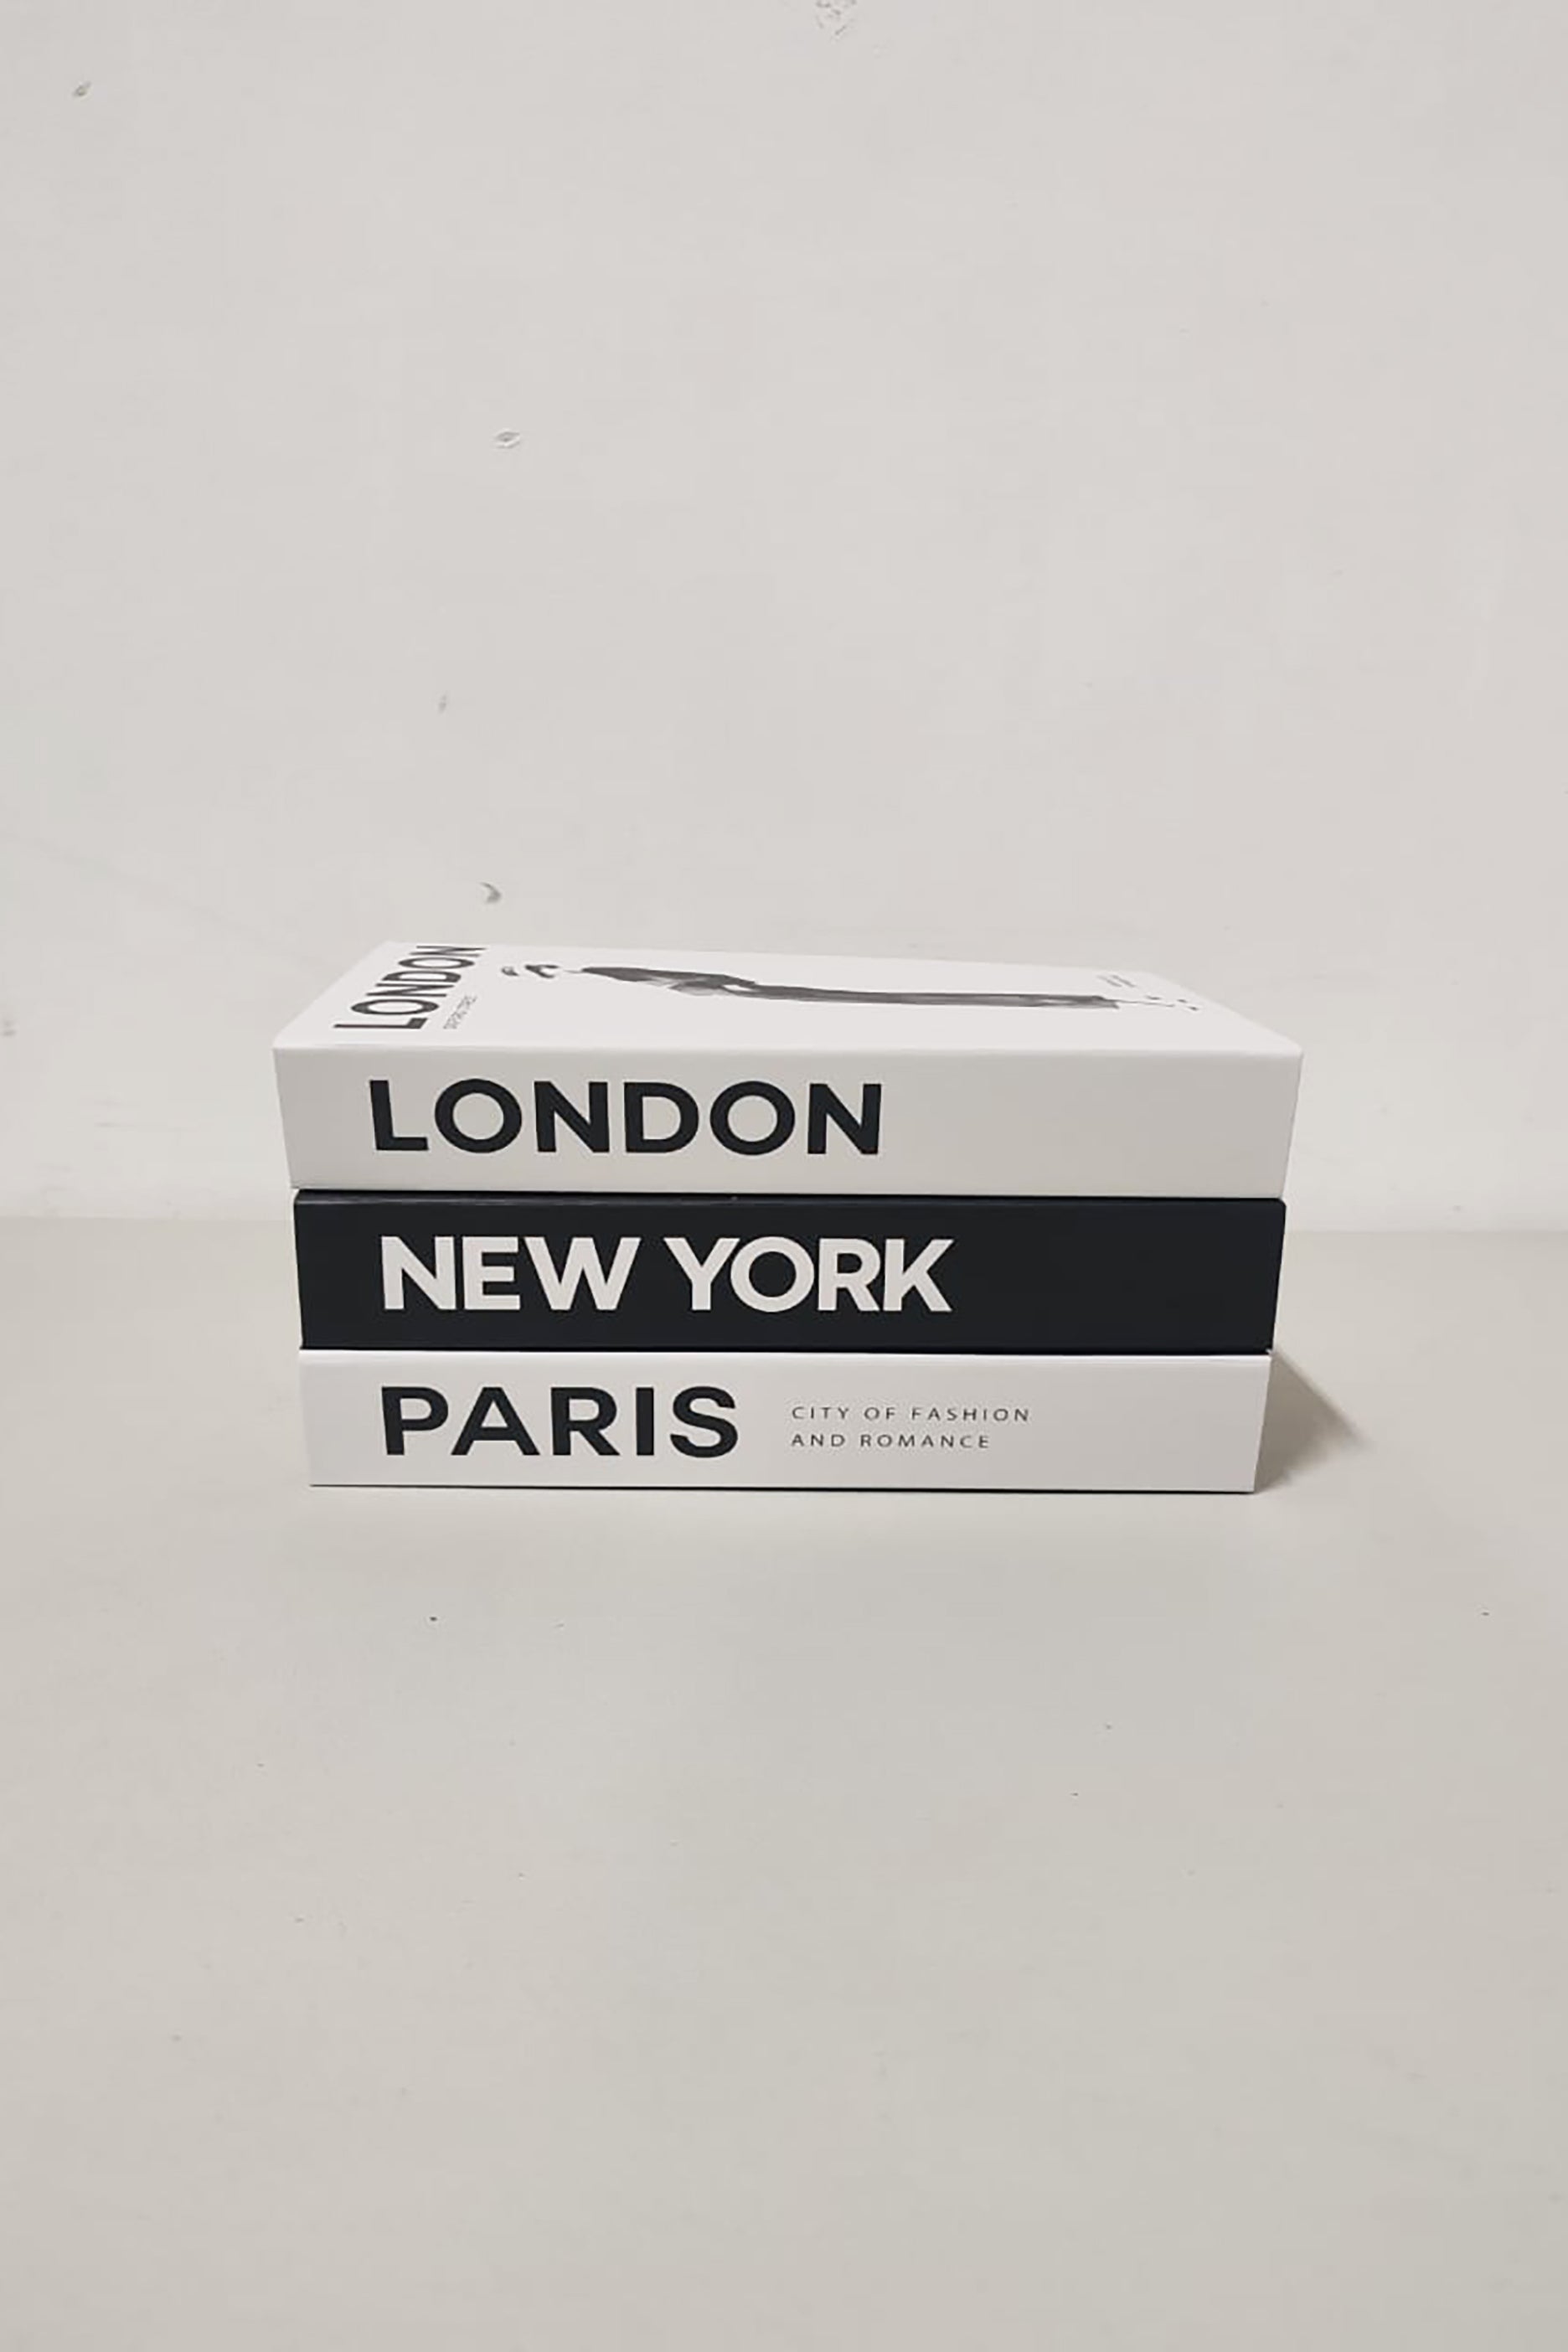 LONDON
LONDON
NEW YORK
PARIS
CITY OF FASHION
AND ROMANCE